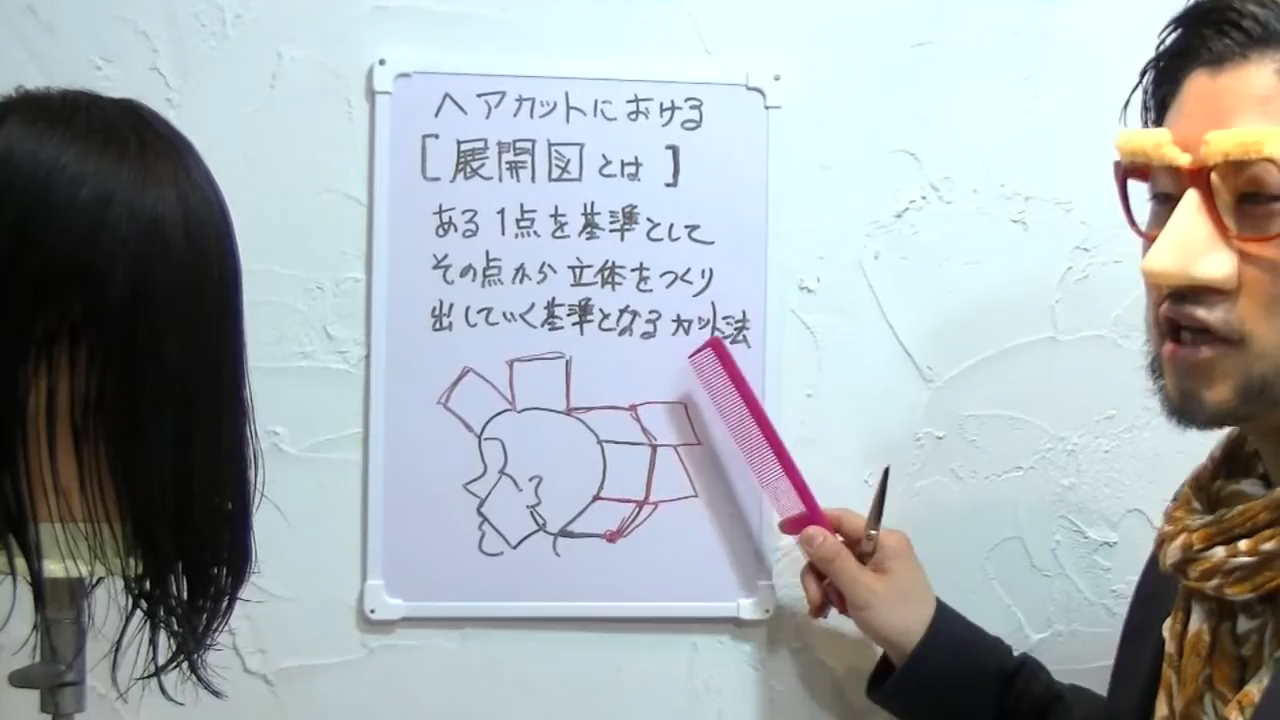 ヘアカットにおける
[展開図とは]
ある1点を基準として
その点から立体をつくり
出していく基準となるカット法